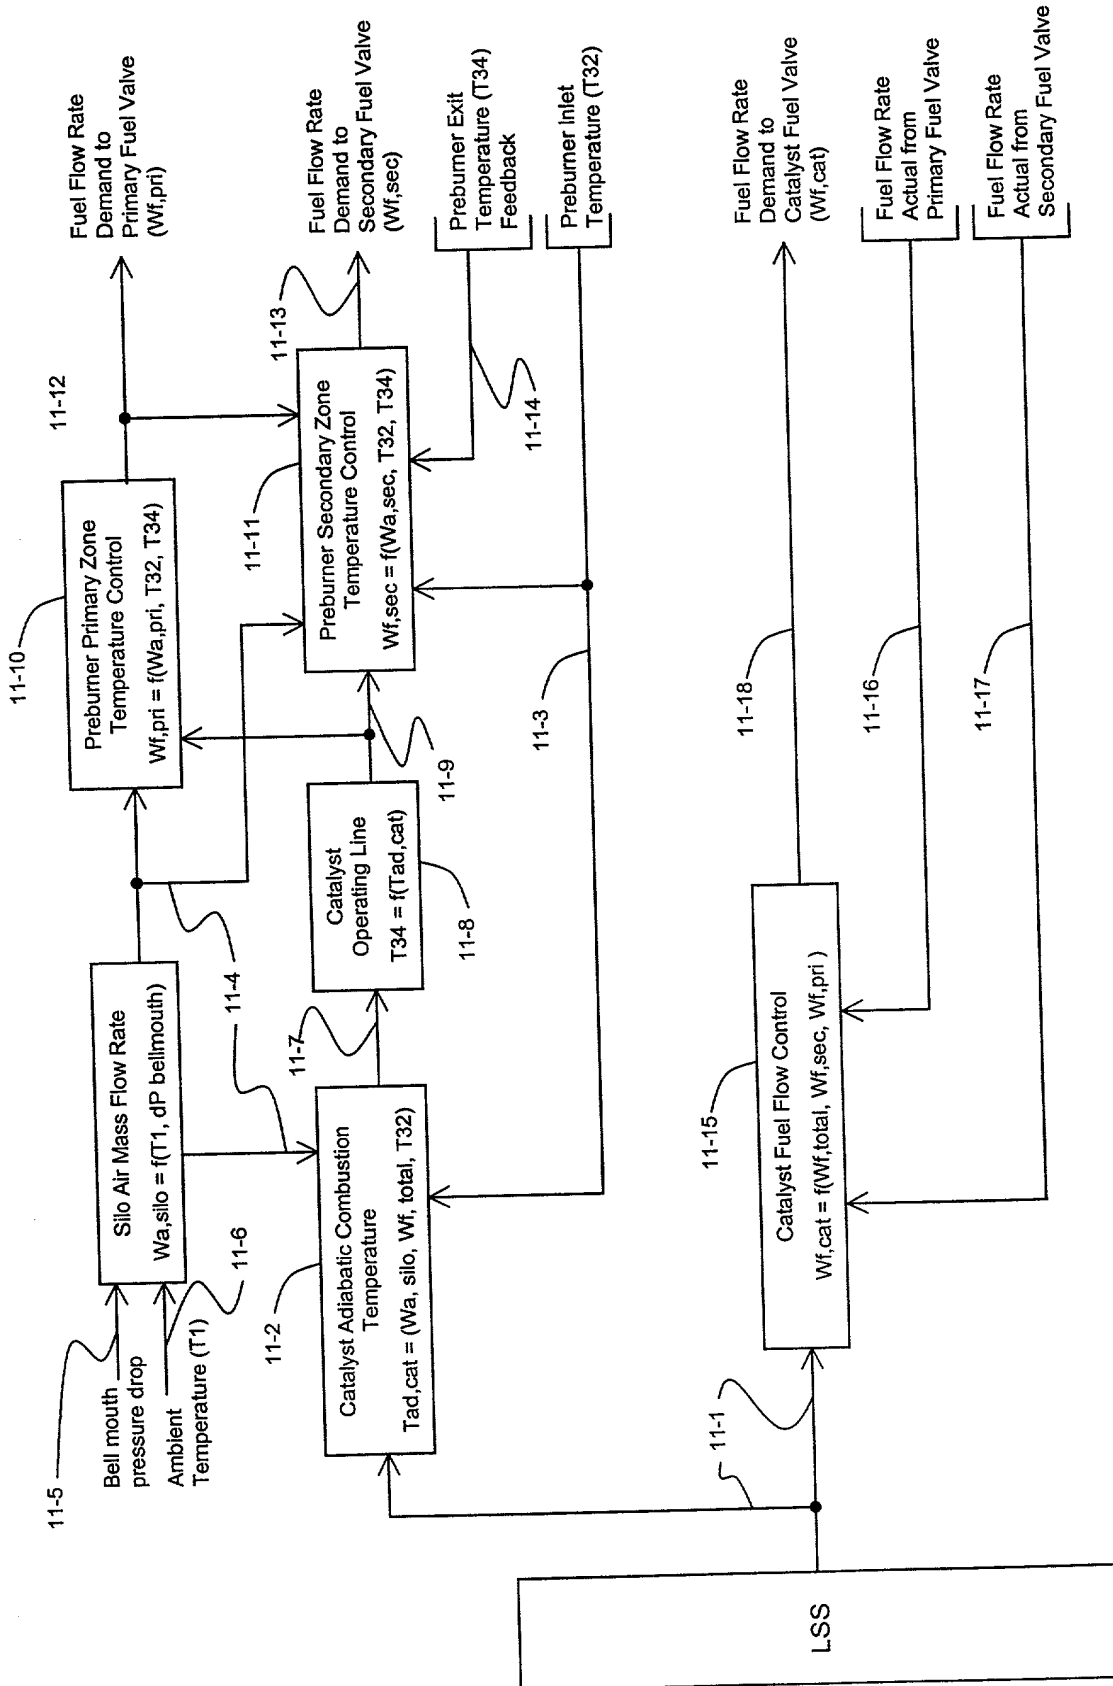 11-5
Bell mouth
pressure drop
Ambient
Temperature (T1)
11-6
Silo Air Mass Flow Rate
Wa,silo = f(T1, dP bellmouth)
11-4
11-10
Preburner Primary Zone
Temperature Control
Wf,pri = f(Wa,pri, T32, T34)
11-12
Fuel Flow Rate
Demand to
Primary Fuel Valve
(Wf,pri)
11-2
Catalyst Adiabatic Combustion
Temperature
Tad,cat = (Wa, silo, Wf, total, T32)
11-7
Catalyst
Operating Line
T34 = f(Tad,cat)
11-8
11-9
11-11
Preburner Secondary Zone
Temperature Control
Wf,sec = f(Wa,sec, T32, T34)
11-13
Fuel Flow Rate
Demand to
Secondary Fuel Valve
(Wf,sec)
11-14
Preburner Exit
Temperature (T34)
Feedback
11-3
Preburner Inlet
Temperature (T32)
LSS
11-1
11-15
Catalyst Fuel Flow Control
Wf,cat = f(Wf,total, Wf,sec, Wf,pri )
11-18
Fuel Flow Rate
Demand to
Catalyst Fuel Valve
(Wf,cat)
11-16
Fuel Flow Rate
Actual from
Primary Fuel Valve
11-17
Fuel Flow Rate
Actual from
Secondary Fuel Valve